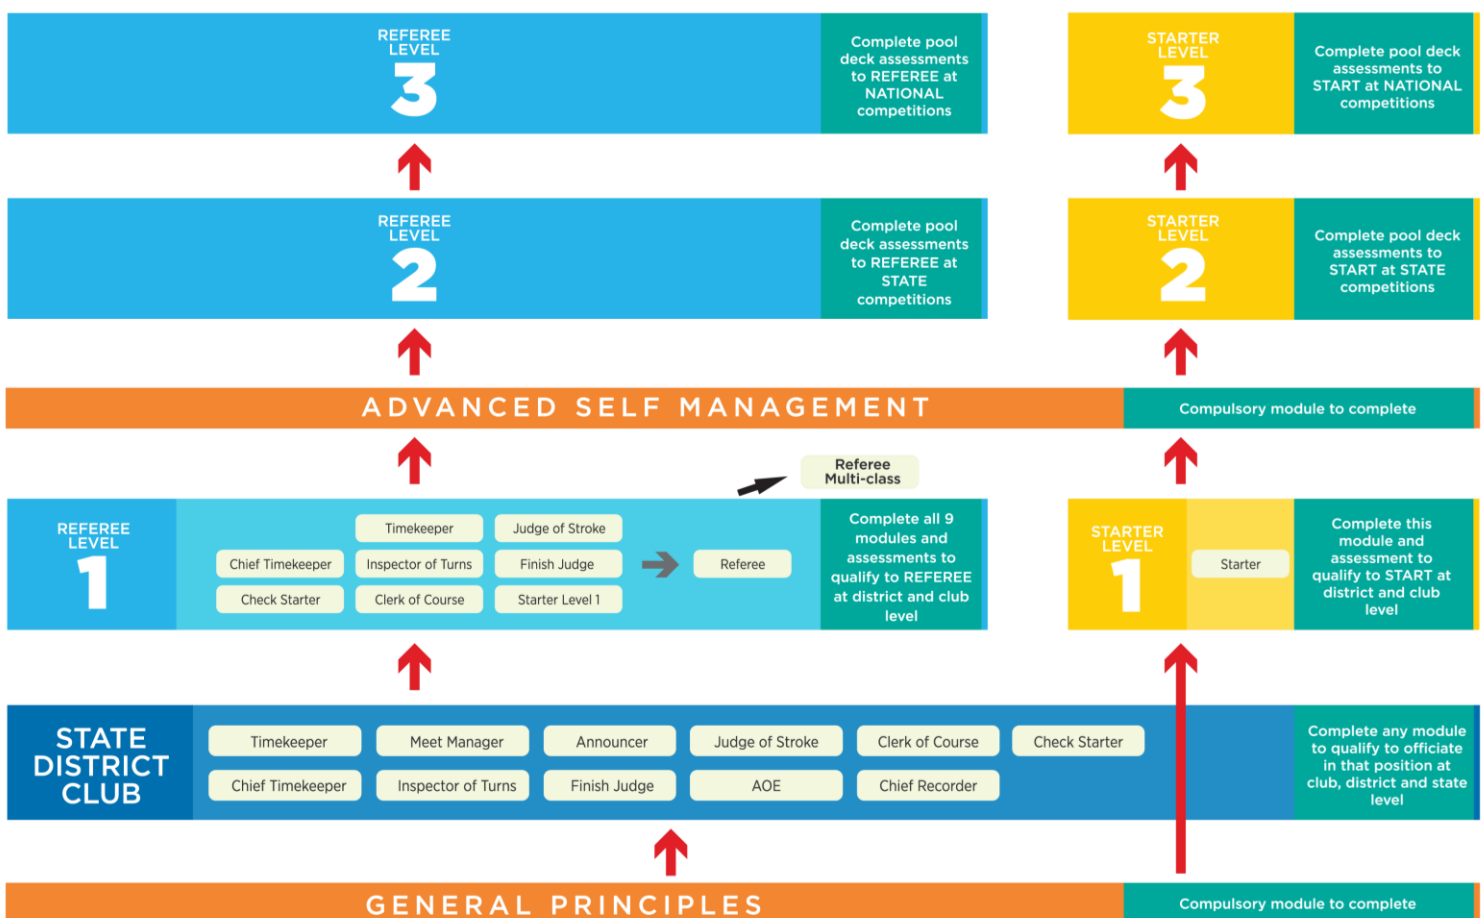 REFEREE
LEVEL
3
Complete pool
deck assessments
to REFEREE at
NATIONAL
competitions
STARTER
LEVEL
3
Complete pool deck
assessments to
START at NATIONAL
competitions
REFEREE
LEVEL
2
Complete pool
deck assessments
to REFEREE at
STATE
competitions
STARTER
LEVEL
2
Complete pool deck
assessments to
START at STATE
competitions
ADVANCED SELF MANAGEMENT
Compulsory module to complete
Referee
Multi-class
REFEREE
LEVEL
1
Timekeeper
Judge of Stroke
Chief Timekeeper
Inspector of Turns
Finish Judge
Referee
Check Starter
Clerk of Course
Starter Level 1
Complete all 9
modules and
assessments to
qualify to REFEREE
at district and club
level
STARTER
LEVEL
1
Starter
Complete this
module and
assessment to
qualify to START at
district and club
level
STATE
DISTRICT
CLUB
Timekeeper
Meet Manager
Announcer
Judge of Stroke
Clerk of Course
Check Starter
Chief Timekeeper
Inspector of Turns
Finish Judge
AOE
Chief Recorder
Complete any module
to qualify to officiate
in that position at
club, district and state
level
GENERAL PRINCIPLES
Compulsory module to complete